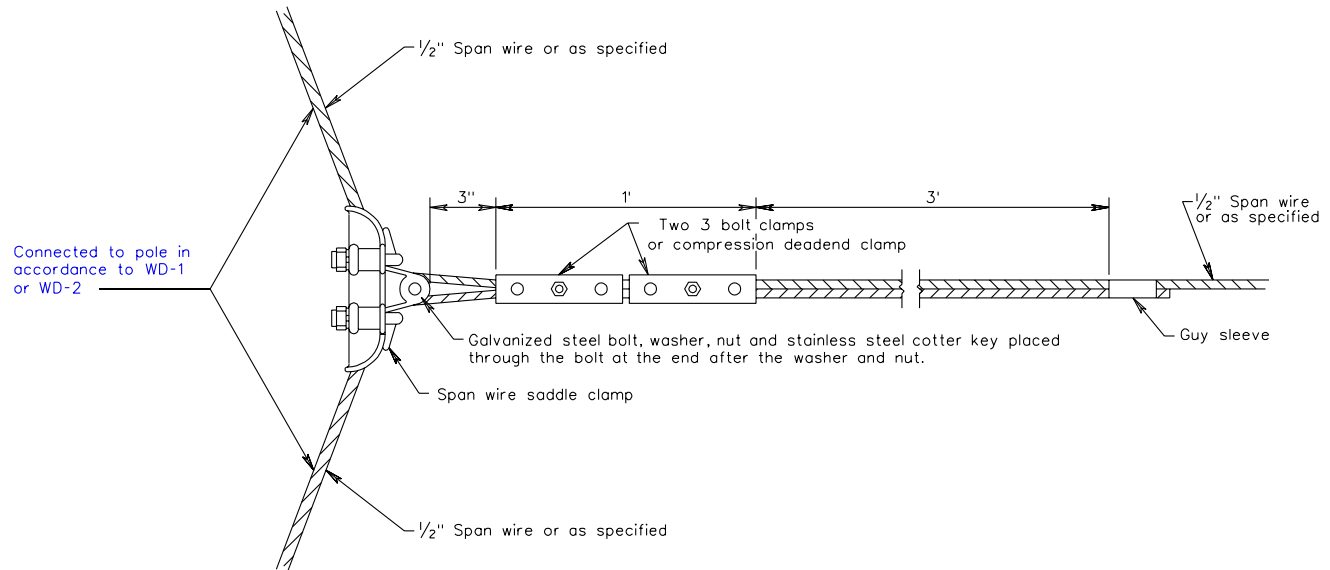 1/2" Span wire or as specified
3"
1'
3'
1/2" Span wire
or as specified
Two 3 bolt clamps
or compression deadend clamp
Connected to pole in
accordance to WD-1
or WD-2
Guy sleeve
Galvanized steel bolt, washer, nut and stainless steel cotter key placed
through the bolt at the end after the washer and nut.
Span wire saddle clamp
1/2" Span wire or as specified